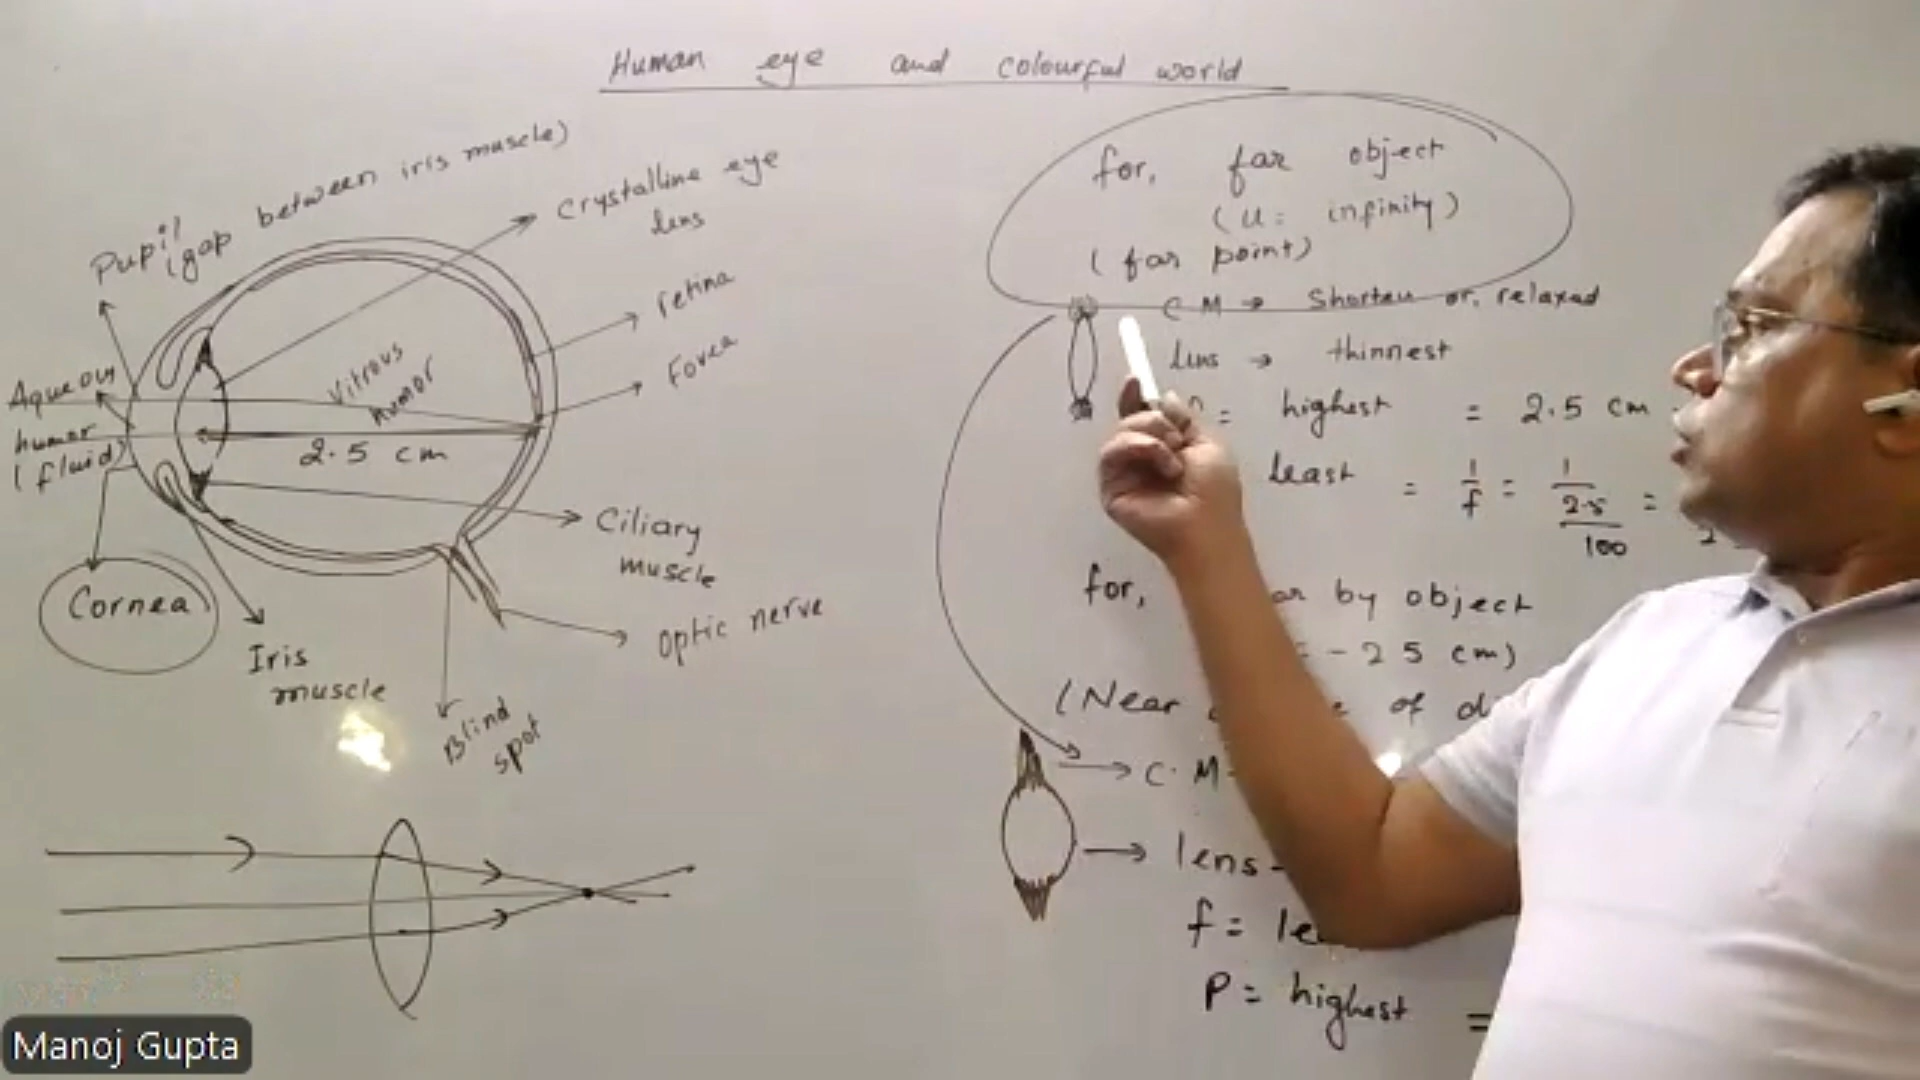 Human eye and colourful world
Pupil (gap between iris muscle)
Crystalline eye
lens
retina
Fovea
Aqueous
humor
(fluid)
Vitrous
humor
2.5 cm
Ciliary
muscle
Cornea
Iris
muscle
optic nerve
Blind
spot
for, far object
(u = infinity)
(far point)
C M → Shorten or, relaxed
lens → thinnest
= highest = 2.5 cm
least = 1/f = 1/2.5/100 =
for, by object
= - 25 cm)
(Near of
→ C. M
→ lens -
f =
P = highest =
Manoj Gupta